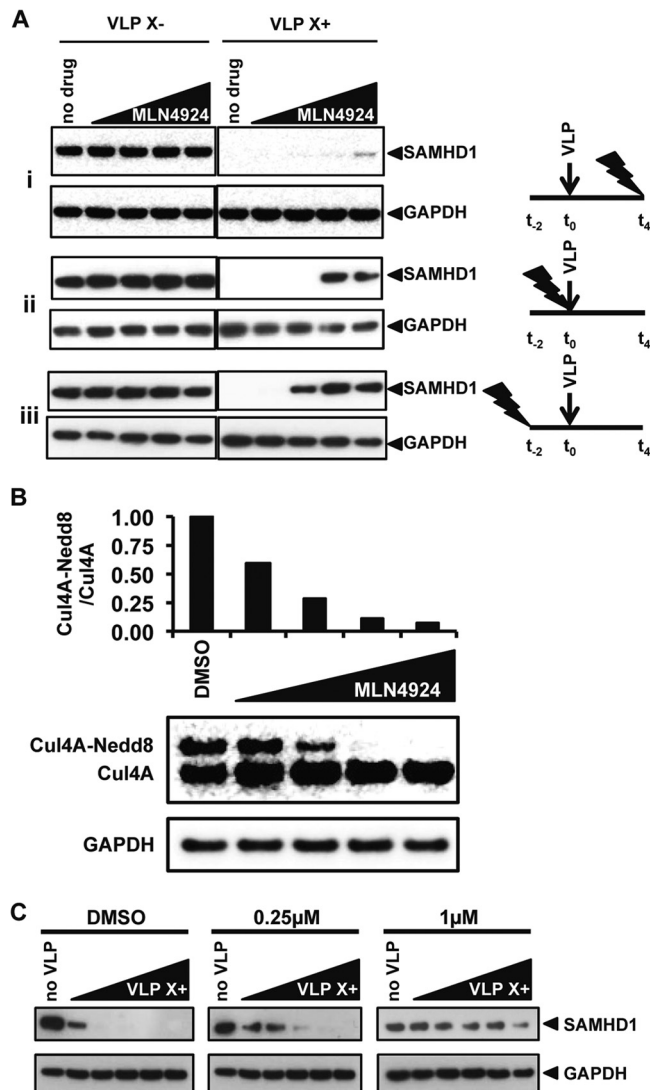 A
VLP X- VLP X+
no drug MLN4924 no drug MLN4924
i
SAMHD1
GAPDH
VLP
t-2 t0 t4
ii
SAMHD1
GAPDH
VLP
t-2 t0 t4
iii
SAMHD1
GAPDH
VLP
t-2 t0 t4
B
Cul4A-Nedd8
/Cul4A
1.00
0.75
0.50
0.25
0.00
DMSO
MLN4924
Cul4A-Nedd8
Cul4A
GAPDH
C
DMSO 0.25µM 1µM
no VLP VLP X+ no VLP VLP X+ no VLP VLP X+
SAMHD1
GAPDH